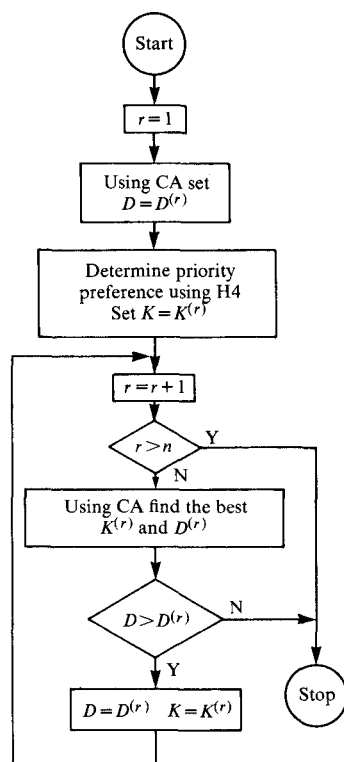 Start
r = 1
Using CA set
D = D^(r)
Determine priority
preference using H4
Set K = K^(r)
r = r + 1
r > n
Y
N
Using CA find the best
K^(r) and D^(r)
D > D^(r)
N
Y
Stop
D = D^(r) K = K^(r)